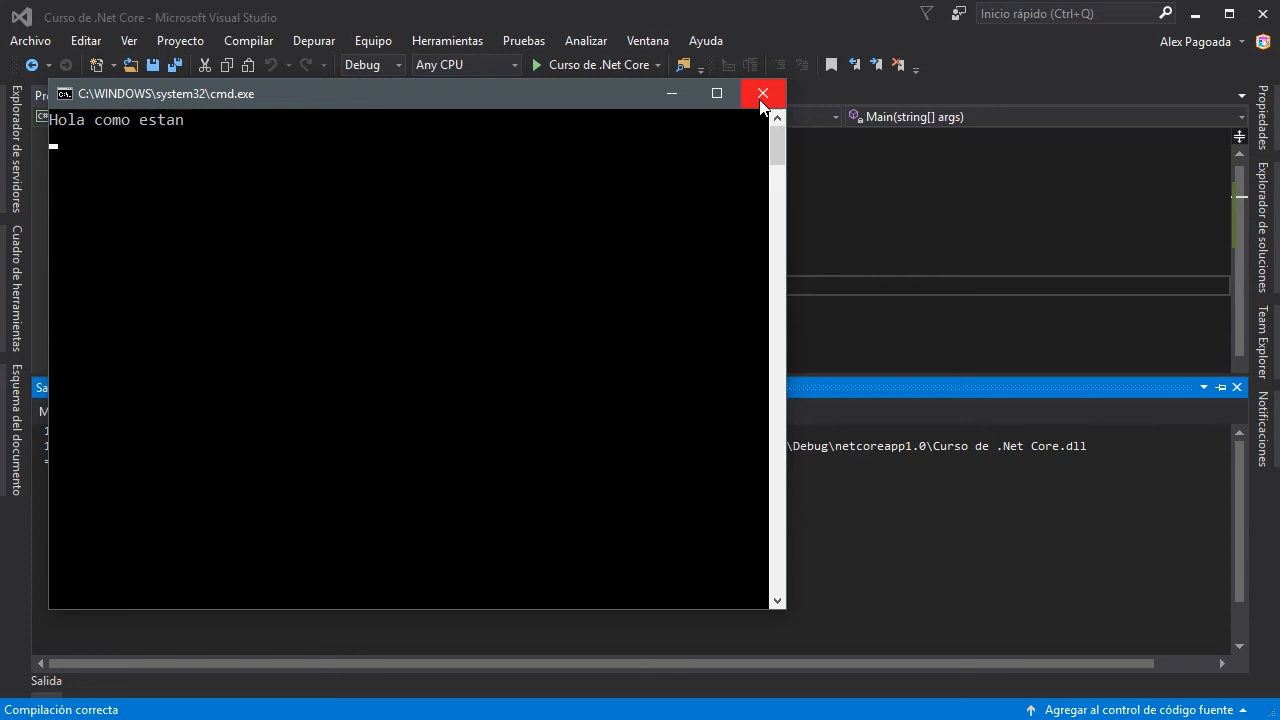 Curso de .Net Core - Microsoft Visual Studio
Inicio rápido (Ctrl+Q)
Archivo Editar Ver Proyecto Compilar Depurar Equipo Herramientas Pruebas Analizar Ventana Ayuda
Alex Pagoada
Debug Any CPU Curso de .Net Core
C:\WINDOWS\system32\cmd.exe
Hola como estan
Main(string[] args)
Explorador de servidores
Cuadro de herramientas
Esquema del documento
Propiedades
Explorador de soluciones
Team Explorer
Notificaciones
\Debug\netcoreapp1.0\Curso de .Net Core.dll
Salida
Compilación correcta
Agregar al control de código fuente